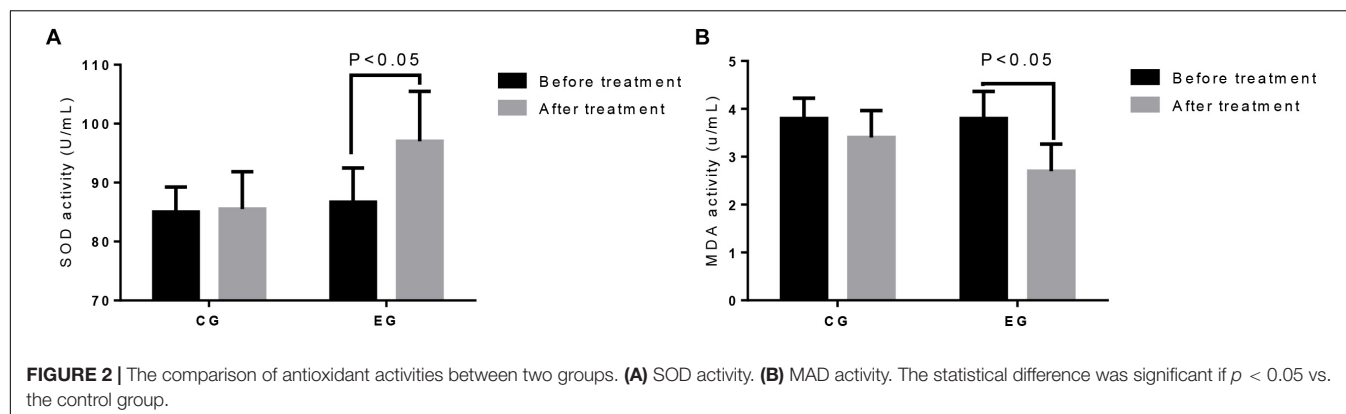 A
P<0.05
110
100
90
80
70
SOD activity (U/mL)
Before treatment
After treatment
CG
EG
B
P<0.05
5
4
3
2
1
0
MDA activity (u/mL)
Before treatment
After treatment
CG
EG
FIGURE 2 | The comparison of antioxidant activities between two groups. (A) SOD activity. (B) MAD activity. The statistical difference was significant if p < 0.05 vs.
the control group.